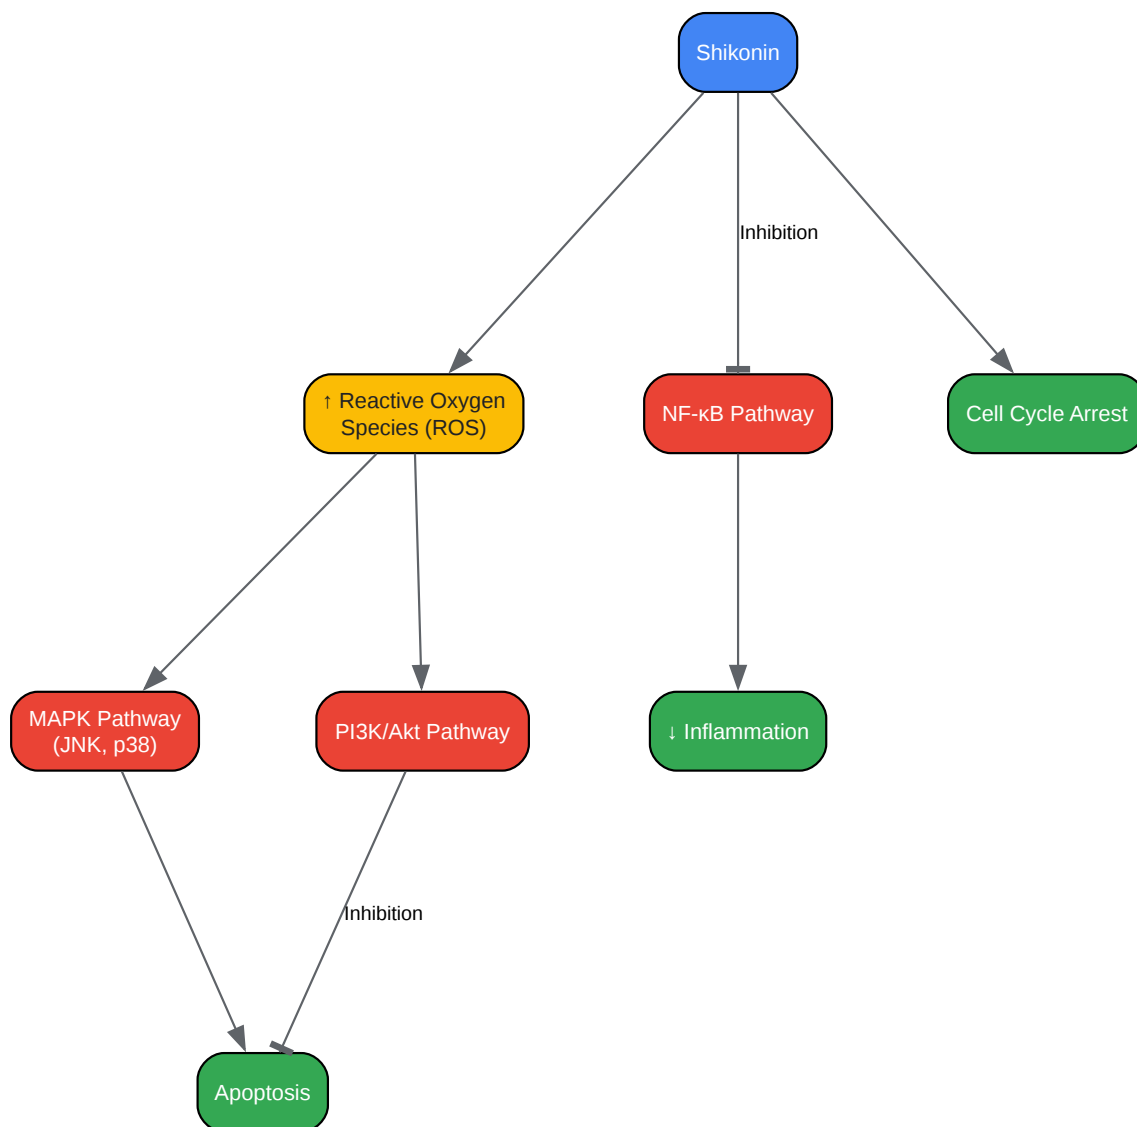 Shikonin
Inhibition
↑ Reactive Oxygen
Species (ROS)
NF-κB Pathway
Cell Cycle Arrest
MAPK Pathway
(JNK, p38)
PI3K/Akt Pathway
↓ Inflammation
Inhibition
Apoptosis